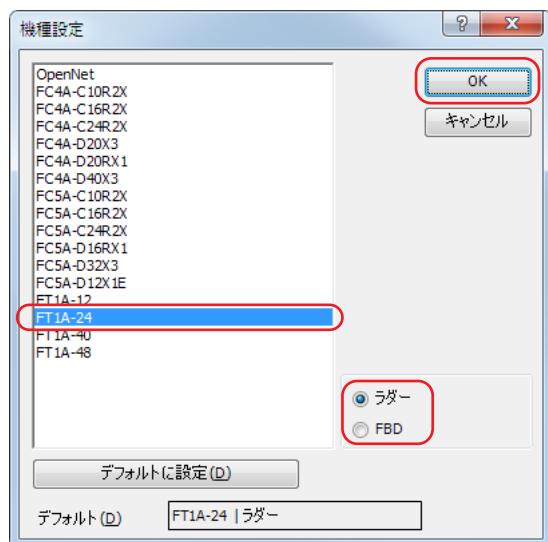 機種設定
?
X
OpenNet
FC4A-C10R2X
FC4A-C16R2X
FC4A-C24R2X
FC4A-D20X3
FC4A-D20RX1
FC4A-D40X3
FC5A-C10R2X
FC5A-C16R2X
FC5A-C24R2X
FC5A-D16RX1
FC5A-D32X3
FC5A-D12X1E
FT1A-12
FT1A-24
FT1A-40
FT1A-48
OK
キャンセル
ラダー
FBD
デフォルトに設定(D)
デフォルト(D)
FT1A-24 | ラダー